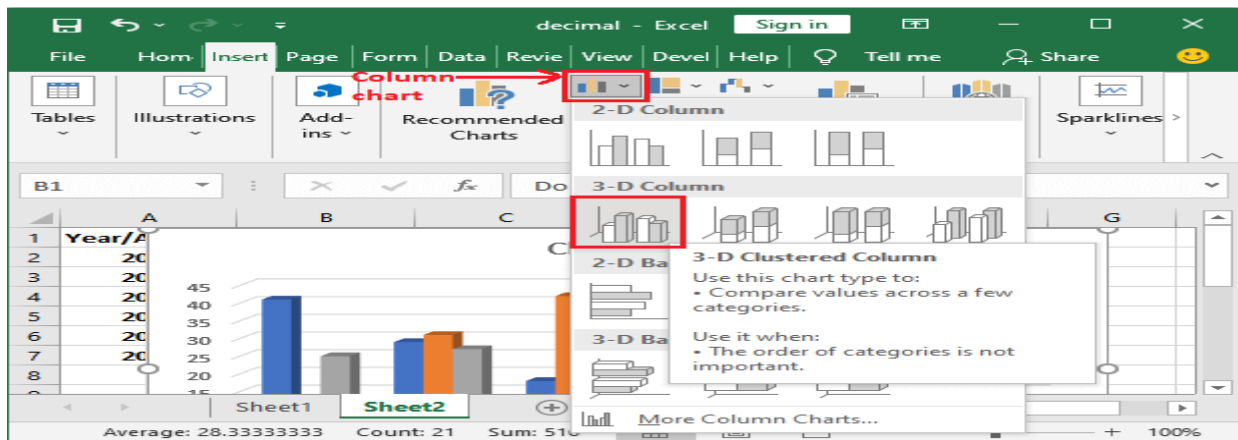 decimal - Excel Sign in
File Hom Insert Page Form Data Revie View Devel Help Tell me Share
Column
chart
Tables Illustrations Add-
ins Recommended
Charts Sparklines
2-D Column
B1 fx Do
3-D Column
A B C G
1 Year/A
2 20
3 20
4 20
5 20
6 20
7 20
8
C
45
40
35
30
25
20
15
2-D Ba
3-D Ba
3-D Clustered Column
Use this chart type to:
• Compare values across a few
categories.
Use it when:
• The order of categories is not
important.
More Column Charts...
Sheet1 Sheet2
Average: 28.33333333 Count: 21 Sum: 510 100%